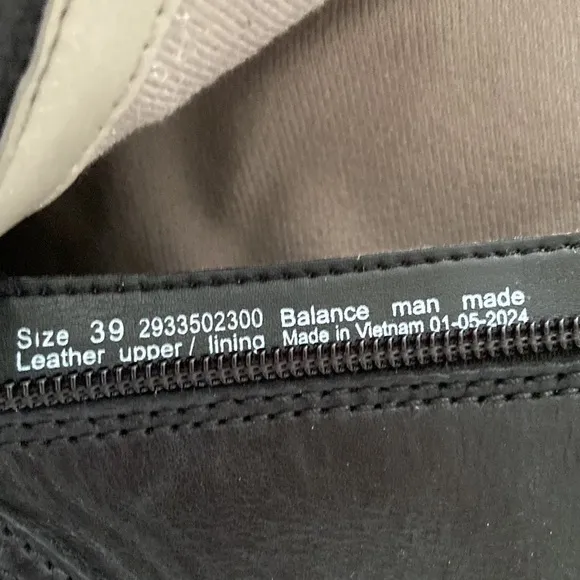 Size 39 2933502300 Balance man made
Leather upper / lining Made in Vietnam 01-05-2024